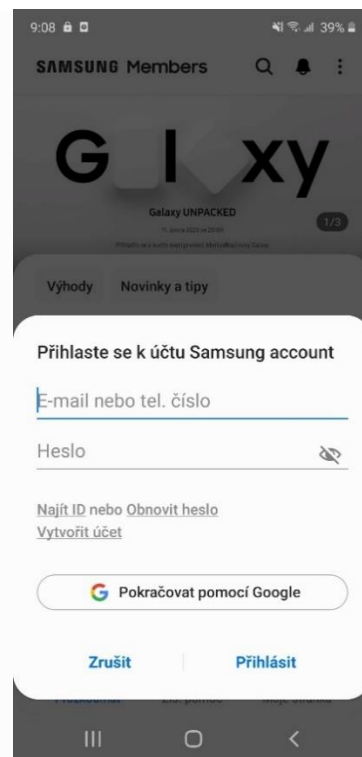 9:08
39%
SAMSUNG Members
Galaxy
Galaxy UNPACKED
1/3
Výhody Novinky a tipy
Přihlaste se k účtu Samsung account
E-mail nebo tel. číslo
Heslo
Najít ID nebo Obnovit heslo
Vytvořit účet
Pokračovat pomocí Google
Zrušit Přihlásit